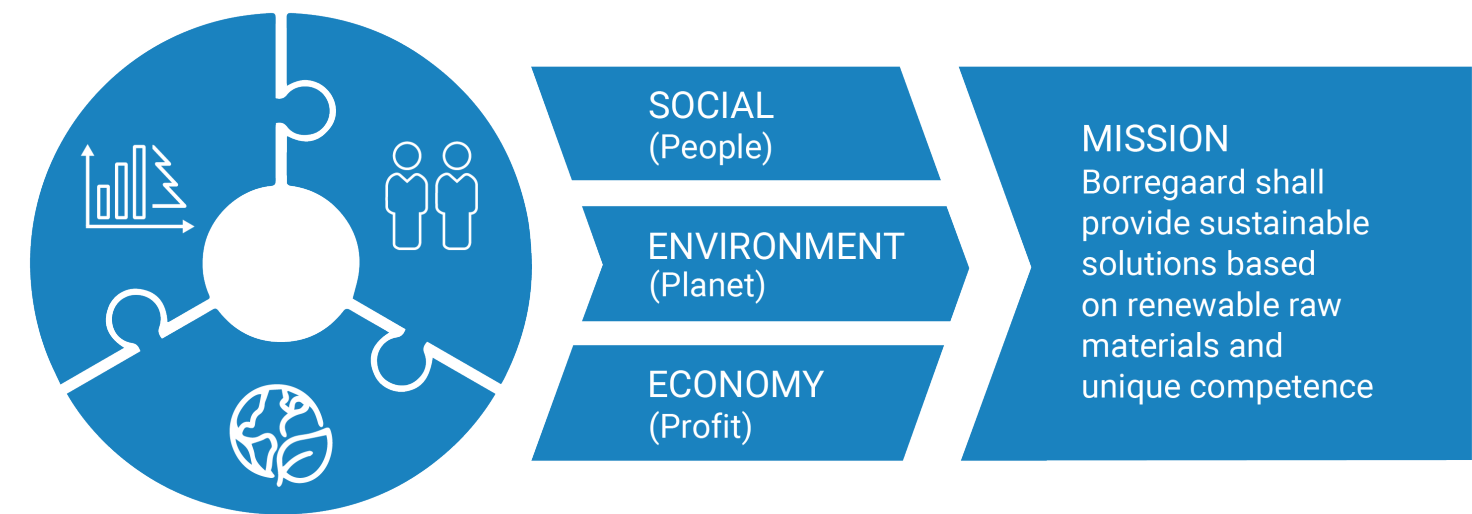 SOCIAL
(People)
ENVIRONMENT
(Planet)
ECONOMY
(Profit)
MISSION
Borregaard shall
provide sustainable
solutions based
on renewable raw
materials and
unique competence